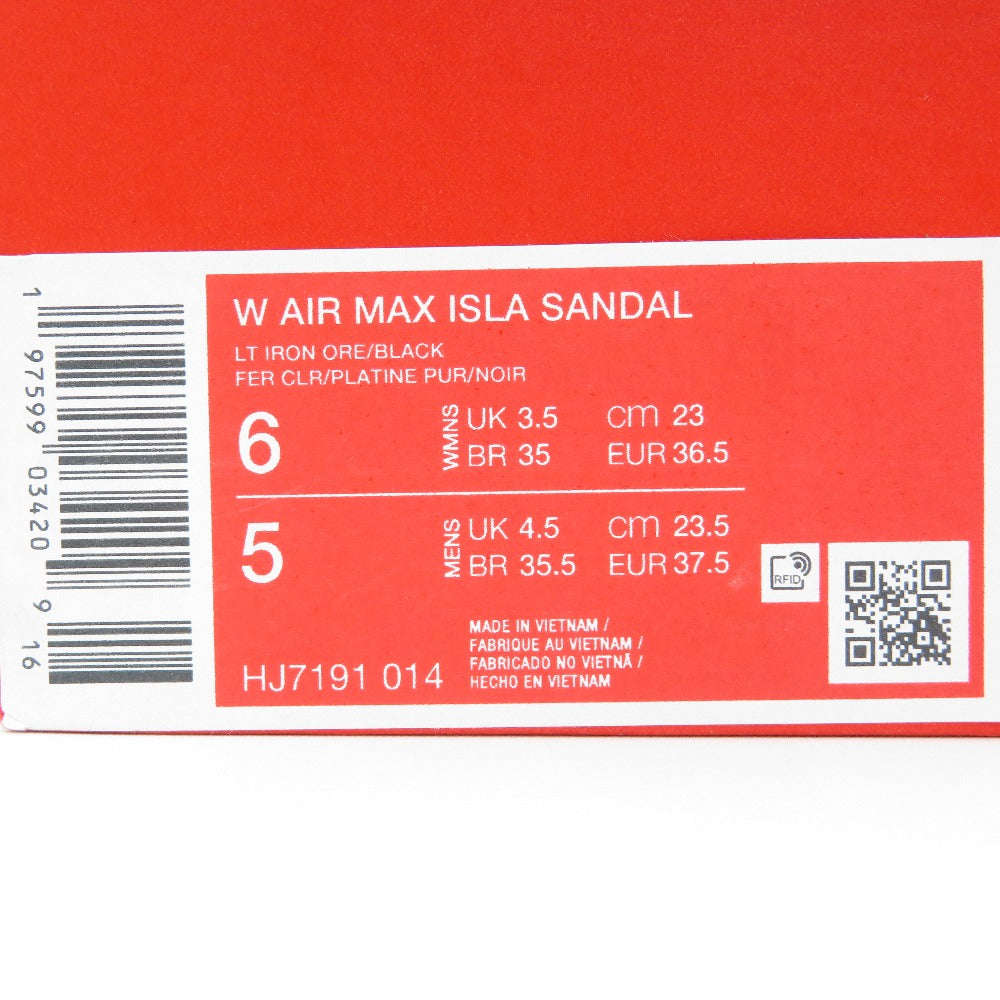 W AIR MAX ISLA SANDAL
LT IRON ORE/BLACK
FER CLR/PLATINE PUR/NOIR
6 WMNS UK 3.5 CM 23
BR 35 EUR 36.5
5 MENS UK 4.5 CM 23.5
BR 35.5 EUR 37.5
RFID
MADE IN VIETNAM /
FABRIQUE AU VIETNAM /
FABRICADO NO VIETNÃ /
HECHO EN VIETNAM
HJ7191 014
1 97599 03420 9 16